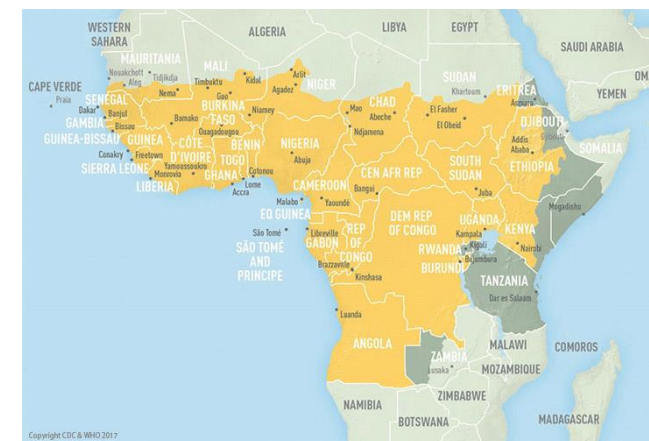 WESTERN
SAHARA
ALGERIA
LIBYA
EGYPT
SAUDI ARABIA
OM
YEMEN
MAURITANIA
Nouakchott
Aleg
Tidjikdja
Nema
MALI
Timbuktu
Kidal
Gao
Bamako
Arlit
Agadez
NIGER
Niamey
CHAD
Mao
Abeche
Ndjamena
SUDAN
Khartoum
El Fasher
El Obeid
ERITREA
Asmara
DJIBOUTI
Djibouti
SOMALIA
Mogadishu
CAPE VERDE
Praia
SENEGAL
Dakar
GAMBIA
Banjul
GUINEA-BISSAU
Bissau
GUINEA
Conakry
SIERRA LEONE
Freetown
LIBERIA
Monrovia
BURKINA
FASO
Ouagadougou
CÔTE
D'IVOIRE
Yamoussoukro
GHANA
Accra
TOGO
Lome
BENIN
Cotonou
NIGERIA
Abuja
CAMEROON
Yaoundé
CEN AFR REP
Bangui
SOUTH
SUDAN
Juba
Addis
Ababa
ETHIOPIA
EQ GUINEA
Malabo
São Tomé
SÃO TOMÉ
AND
PRINCIPE
Libreville
GABON
REP
OF
CONGO
Brazzavile
DEM REP
OF CONGO
Kinshasa
UGANDA
Kampala
KENYA
Nairobi
RWANDA
Kigali
BURUNDI
Bujumbura
TANZANIA
Dar es Salaam
Luanda
ANGOLA
ZAMBIA
Lusaka
MALAWI
COMOROS
MOZAMBIQUE
ZIMBABWE
NAMIBIA
BOTSWANA
MADAGASCAR
Copyright CDC & WHO 2017